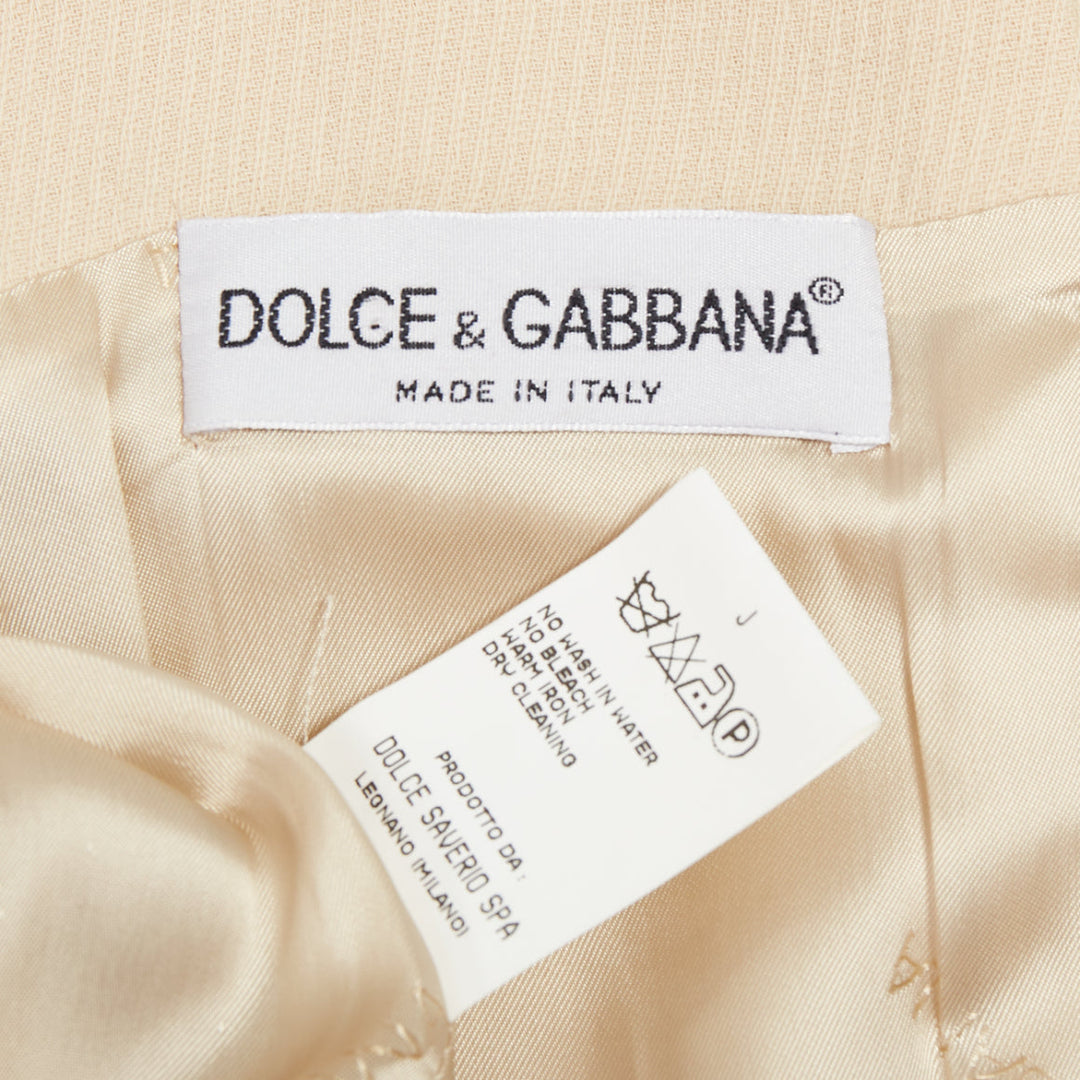 DOLCE & GABBANA®
MADE IN ITALY
J
P
NO WASH IN WATER
NO BLEACH
WARM IRON
DRY CLEANING
PRODOTTO DA:
DOLCE SAVERIO SPA
LEGNANO (MILANO)